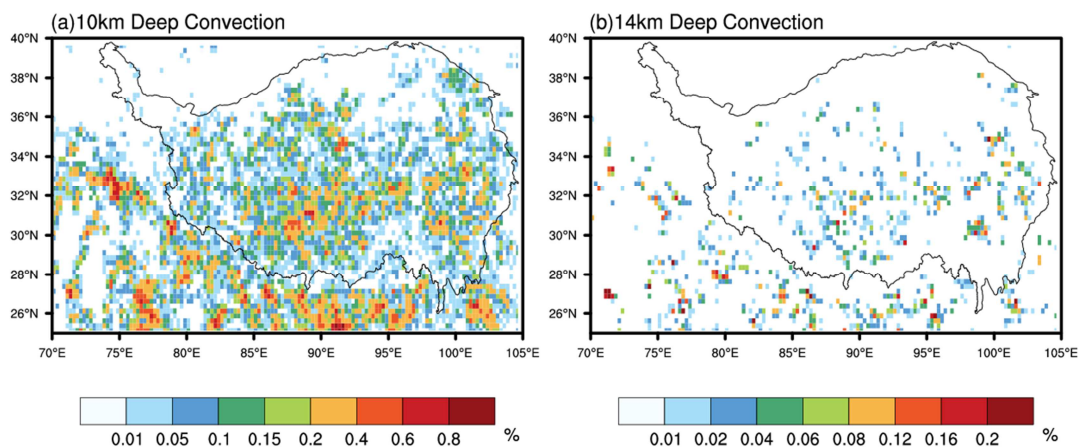 (a)10km Deep Convection
40°N
38°N
36°N
34°N
32°N
30°N
28°N
26°N
70°E 75°E 80°E 85°E 90°E 95°E 100°E 105°E
0.01 0.05 0.1 0.15 0.2 0.4 0.6 0.8 %
(b)14km Deep Convection
40°N
38°N
36°N
34°N
32°N
30°N
28°N
26°N
70°E 75°E 80°E 85°E 90°E 95°E 100°E 105°E
0.01 0.02 0.04 0.06 0.08 0.12 0.16 0.2 %